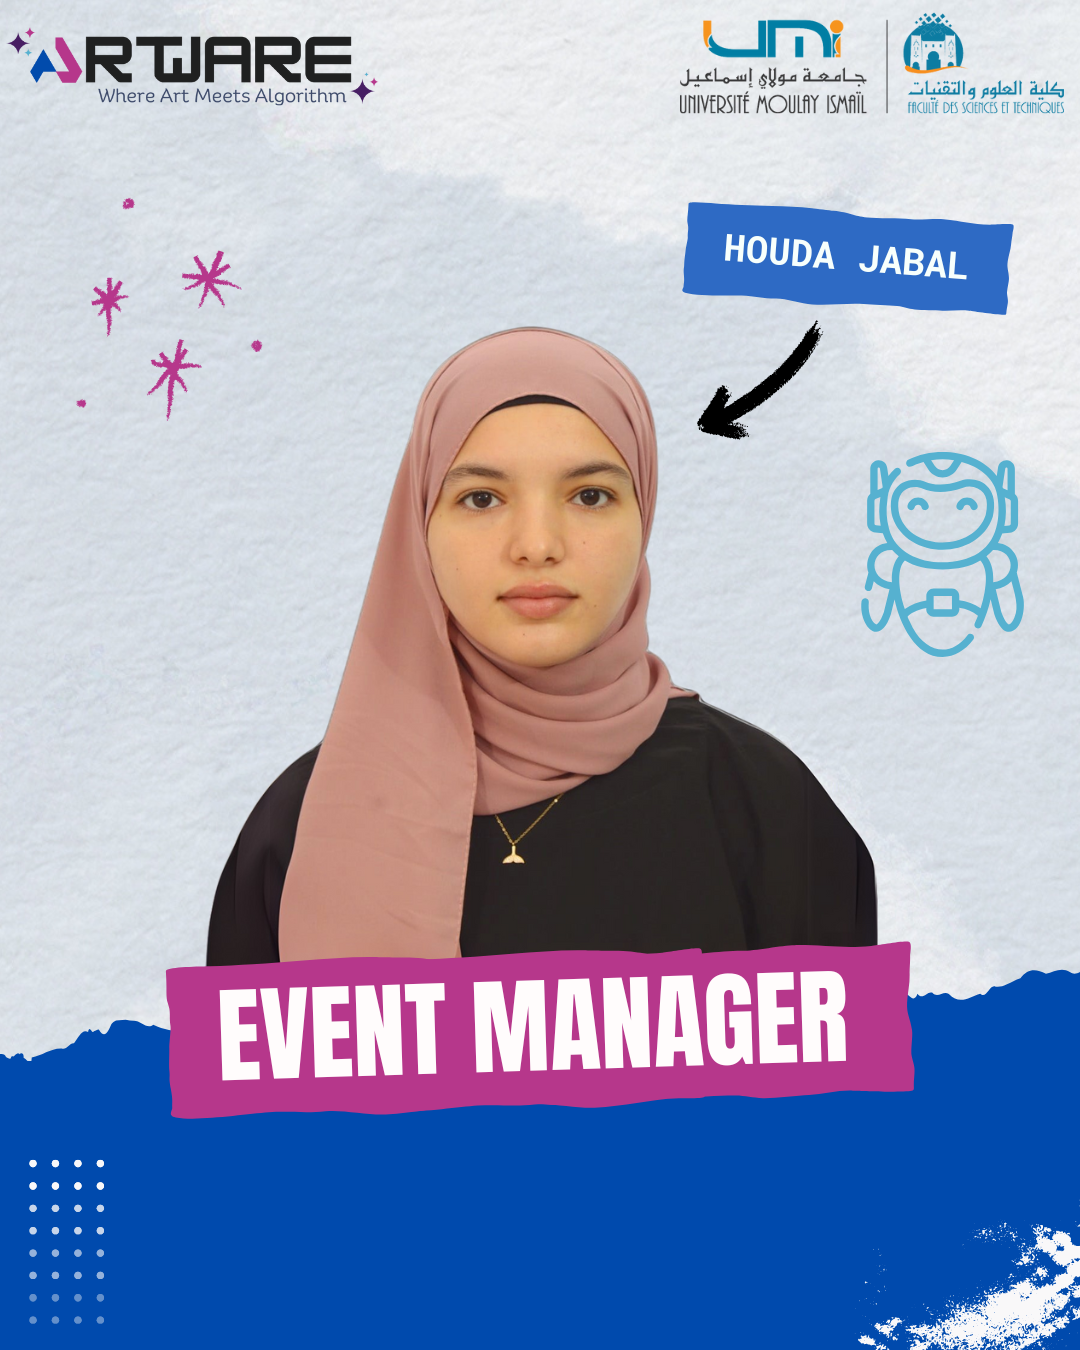 ARTWARE
Where Art Meets Algorithm
umi
جامعة مولاي إسماعيل
UNIVERSITÉ MOULAY ISMAÏL
كلية العلوم والتقنيات
FACULTÉ DES SCIENCES ET TECHNIQUES
HOUDA JABAL
EVENT MANAGER